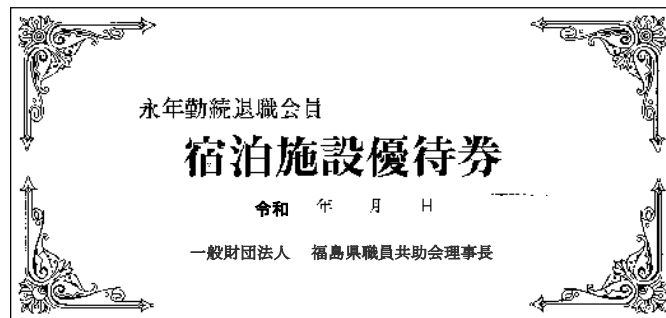 永年勤続退職会員
宿泊施設優待券
令和　年　月　日
一般財団法人　福島県職員共助会理事長